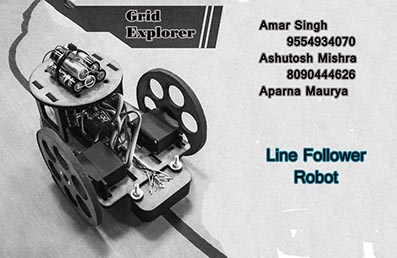 Grid
Explorer
Amar Singh
9554934070
Ashutosh Mishra
8090444626
Aparna Maurya
Line Follower
Robot